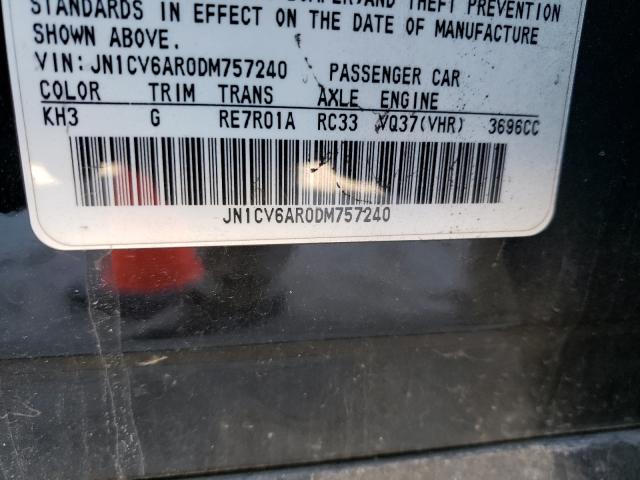 AND THEFT PREVENTION
STANDARDS IN EFFECT ON THE DATE OF MANUFACTURE
SHOWN ABOVE.
VIN:JN1CV6AR0DM757240 PASSENGER CAR
COLOR TRIM TRANS AXLE ENGINE
KH3 G RE7R01A RC33 VQ37(VHR) 3696CC
JN1CV6AR0DM757240